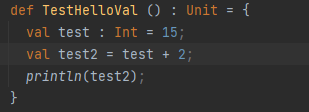 def TestHelloVal () : Unit = {
val test : Int = 15;
val test2 = test + 2;
println(test2);
}